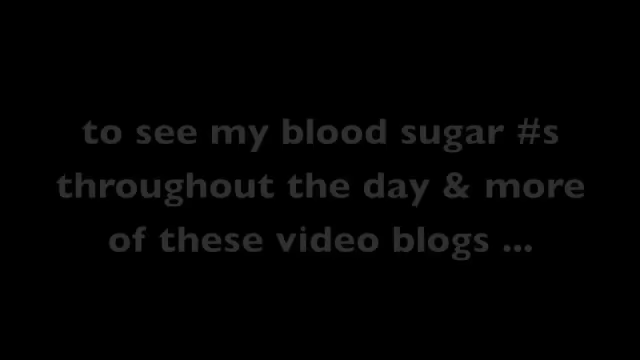 to see my blood sugar #s
throughout the day & more
of these video blogs ...